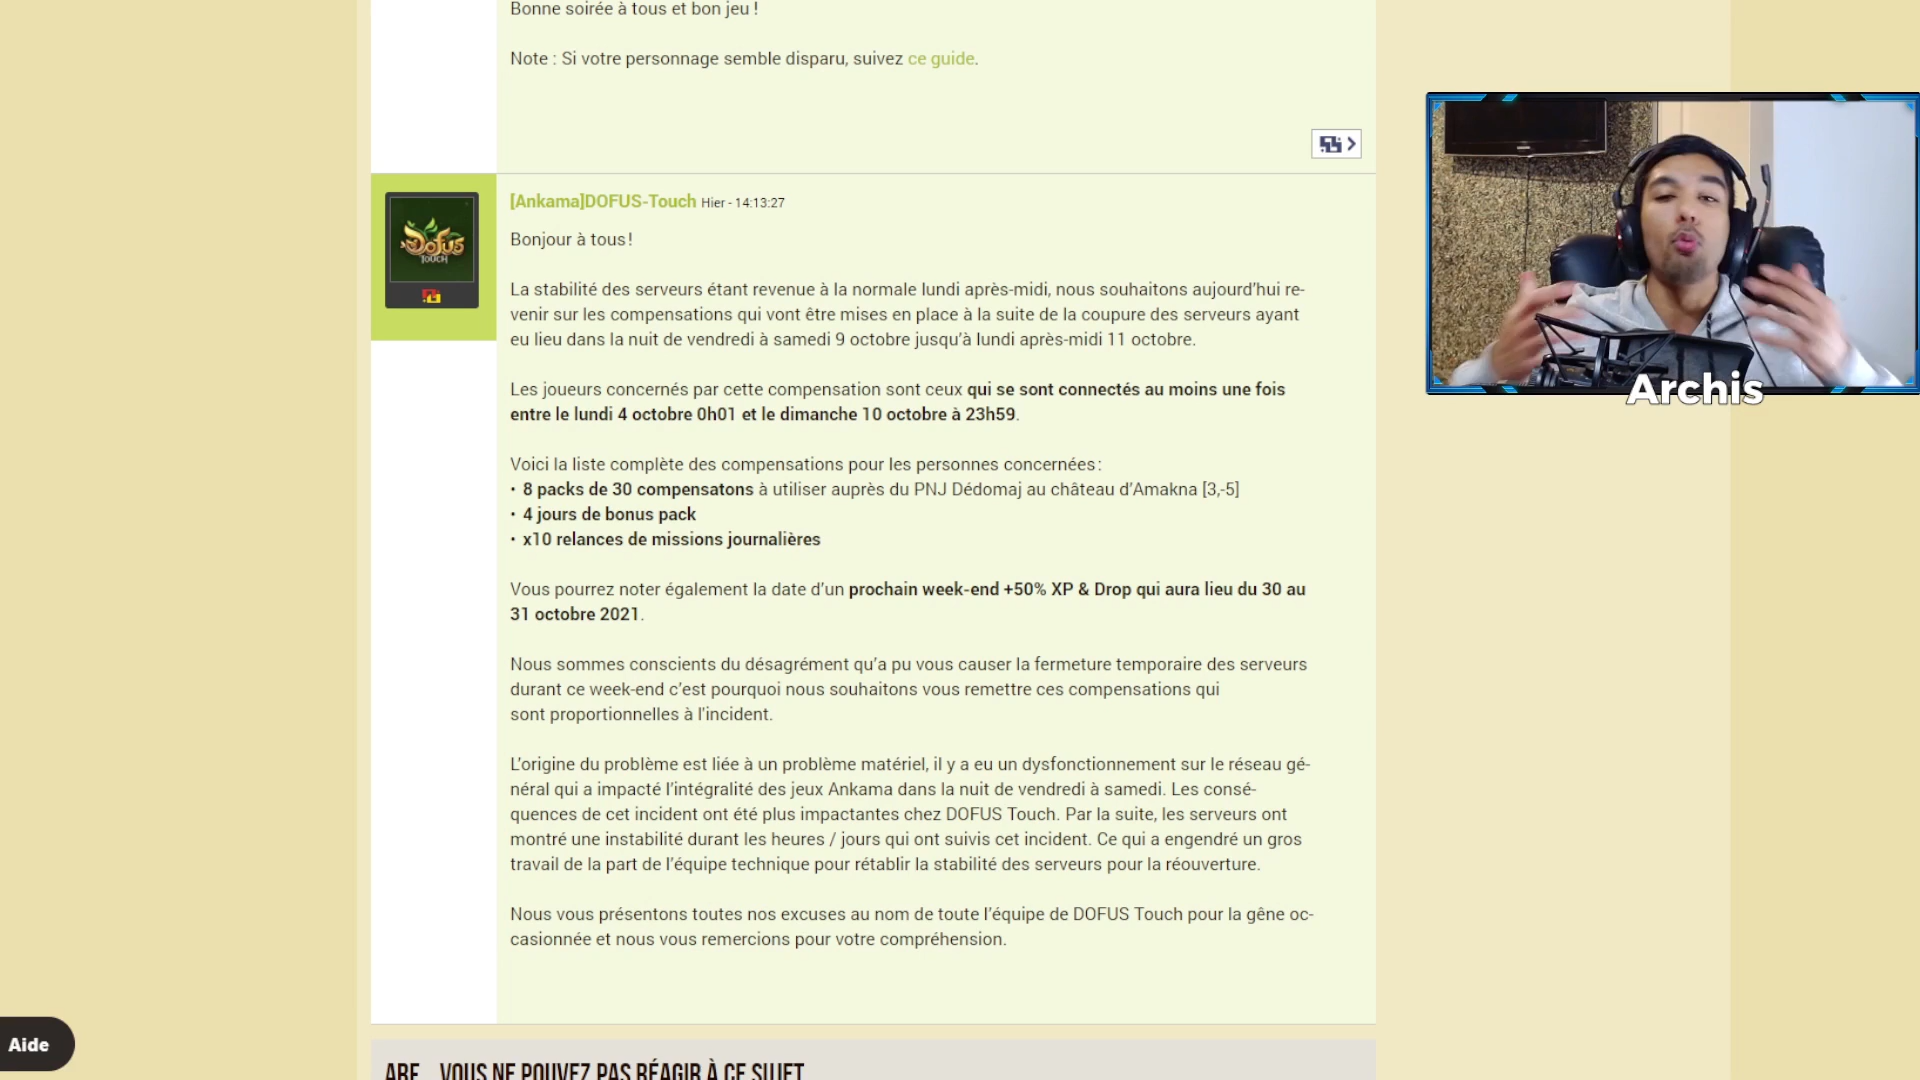 Bonne soirée à tous et bon jeu !
Note : Si votre personnage semble disparu, suivez ce guide.
[Ankama]DOFUS-Touch Hier - 14:13:27
DOFUS
TOUCH
Bonjour à tous !
La stabilité des serveurs étant revenue à la normale lundi après-midi, nous souhaitons aujourd’hui re-
venir sur les compensations qui vont être mises en place à la suite de la coupure des serveurs ayant
eu lieu dans la nuit de vendredi à samedi 9 octobre jusqu’à lundi après-midi 11 octobre.
Les joueurs concernés par cette compensation sont ceux qui se sont connectés au moins une fois
entre le lundi 4 octobre 0h01 et le dimanche 10 octobre à 23h59.
Voici la liste complète des compensations pour les personnes concernées :
• 8 packs de 30 compensatons à utiliser auprès du PNJ Dédomaj au château d’Amakna [3,-5]
• 4 jours de bonus pack
• x10 relances de missions journalières
Vous pourrez noter également la date d’un prochain week-end +50% XP & Drop qui aura lieu du 30 au
31 octobre 2021.
Nous sommes conscients du désagrément qu’a pu vous causer la fermeture temporaire des serveurs
durant ce week-end c’est pourquoi nous souhaitons vous remettre ces compensations qui
sont proportionnelles à l'incident.
L’origine du problème est liée à un problème matériel, il y a eu un dysfonctionnement sur le réseau gé-
néral qui a impacté l’intégralité des jeux Ankama dans la nuit de vendredi à samedi. Les consé-
quences de cet incident ont été plus impactantes chez DOFUS Touch. Par la suite, les serveurs ont
montré une instabilité durant les heures / jours qui ont suivis cet incident. Ce qui a engendré un gros
travail de la part de l’équipe technique pour rétablir la stabilité des serveurs pour la réouverture.
Nous vous présentons toutes nos excuses au nom de toute l’équipe de DOFUS Touch pour la gêne oc-
casionnée et nous vous remercions pour votre compréhension.
Archis
Aide
ARF... VOUS NE POUVEZ PAS RÉAGIR À CE SUJET